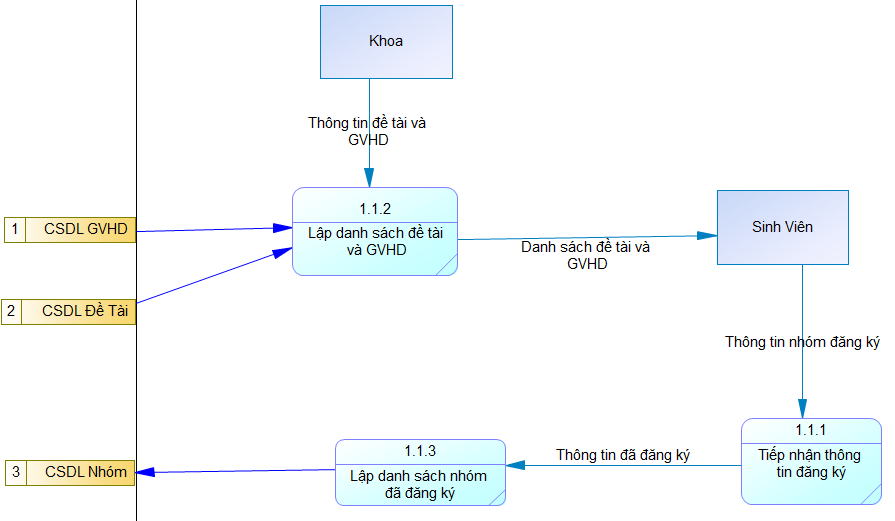 Khoa
Thông tin đề tài và
GVHD
1.1.2
Lập danh sách đề tài
và GVHD
1 CSDL GVHD
Danh sách đề tài và
GVHD
Sinh Viên
2 CSDL Đề Tài
Thông tin nhóm đăng ký
1.1.1
Tiếp nhận thông
tin đăng ký
Thông tin đã đăng ký
1.1.3
Lập danh sách nhóm
đã đăng ký
3 CSDL Nhóm